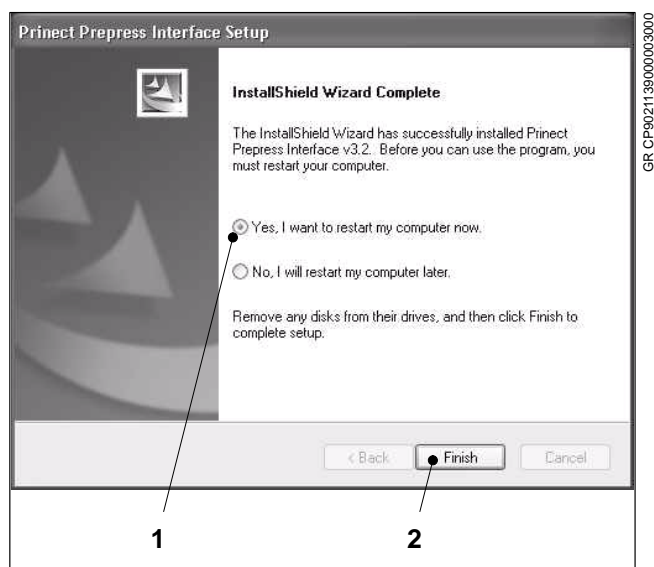 Prinect Prepress Interface Setup
InstallShield Wizard Complete
The InstallShield Wizard has successfully installed Prinect
Prepress Interface v3.2. Before you can use the program, you
must restart your computer.
Yes, I want to restart my computer now.
No, I will restart my computer later.
Remove any disks from their drives, and then click Finish to
complete setup.
< Back
Finish
Cancel
1
2
GR CP90211139000003000